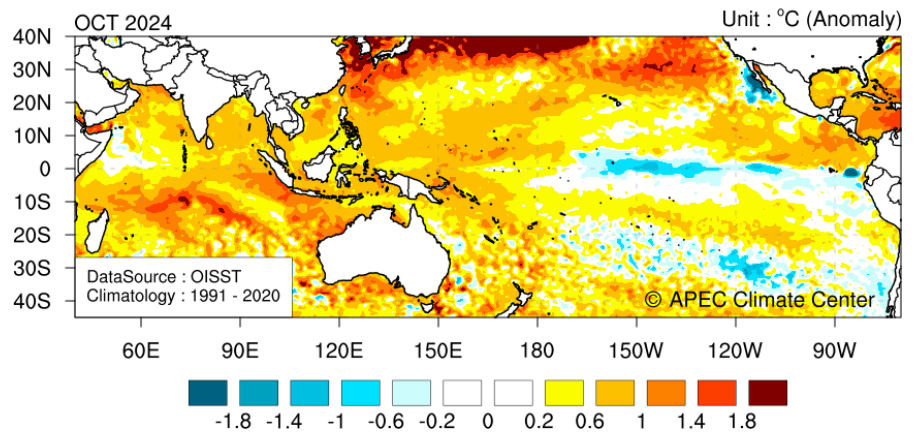 OCT 2024
Unit : °C (Anomaly)
40N
30N
20N
10N
0
10S
20S
30S
40S
DataSource : OISST
Climatology : 1991 - 2020
© APEC Climate Center
60E 90E 120E 150E 180 150W 120W 90W
-1.8 -1.4 -1 -0.6 -0.2 0 0.2 0.6 1 1.4 1.8